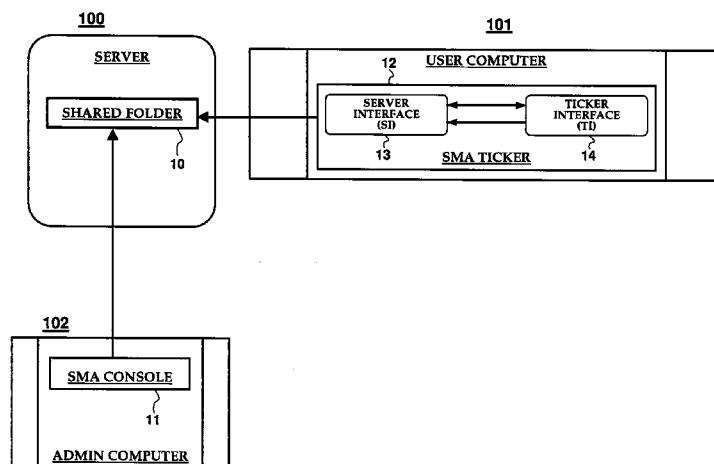 100
SERVER
SHARED FOLDER
10
101
12
USER COMPUTER
SERVER
INTERFACE
(SI)
TICKER
INTERFACE
(TI)
13
SMA TICKER
14
102
SMA CONSOLE
11
ADMIN COMPUTER